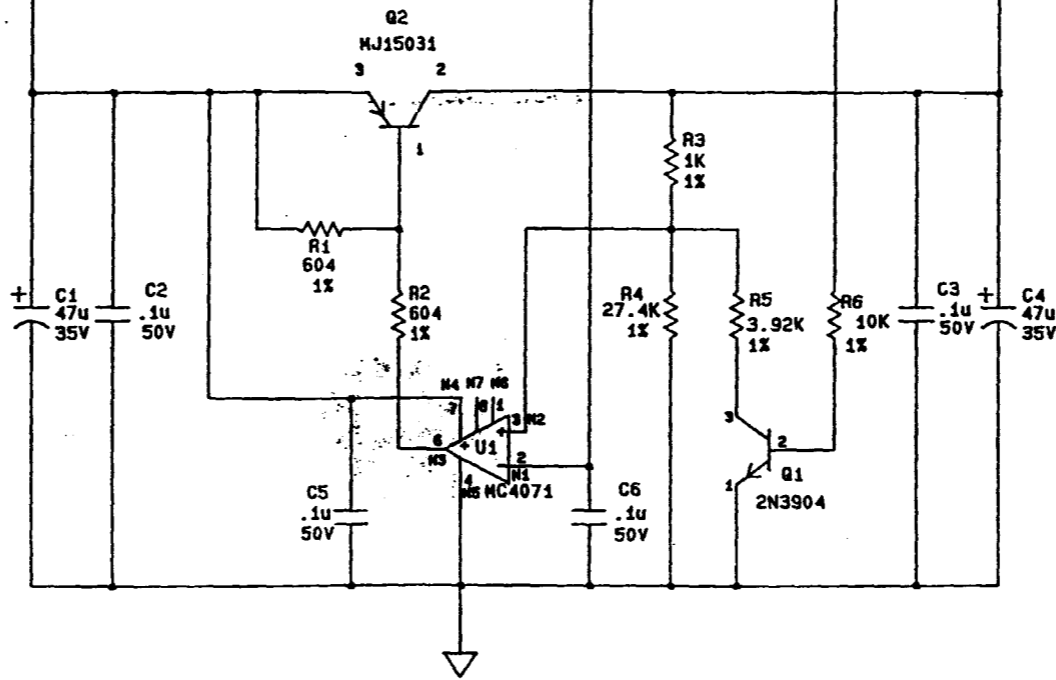 Q2
MJ15031
3
2
1
R3
1K
1%
R1
604
1%
R2
604
1%
R4
27.4K
1%
R5
3.92K
1%
R6
10K
1%
+
C1
47u
35V
C2
.1u
50V
C3
.1u
50V
+
C4
47u
35V
N4
7
N7
8
N6
1
3
N2
+
6
N3
+
U1
2
N1
4
N5
MC4071
C5
.1u
50V
C6
.1u
50V
3
2
1
Q1
2N3904